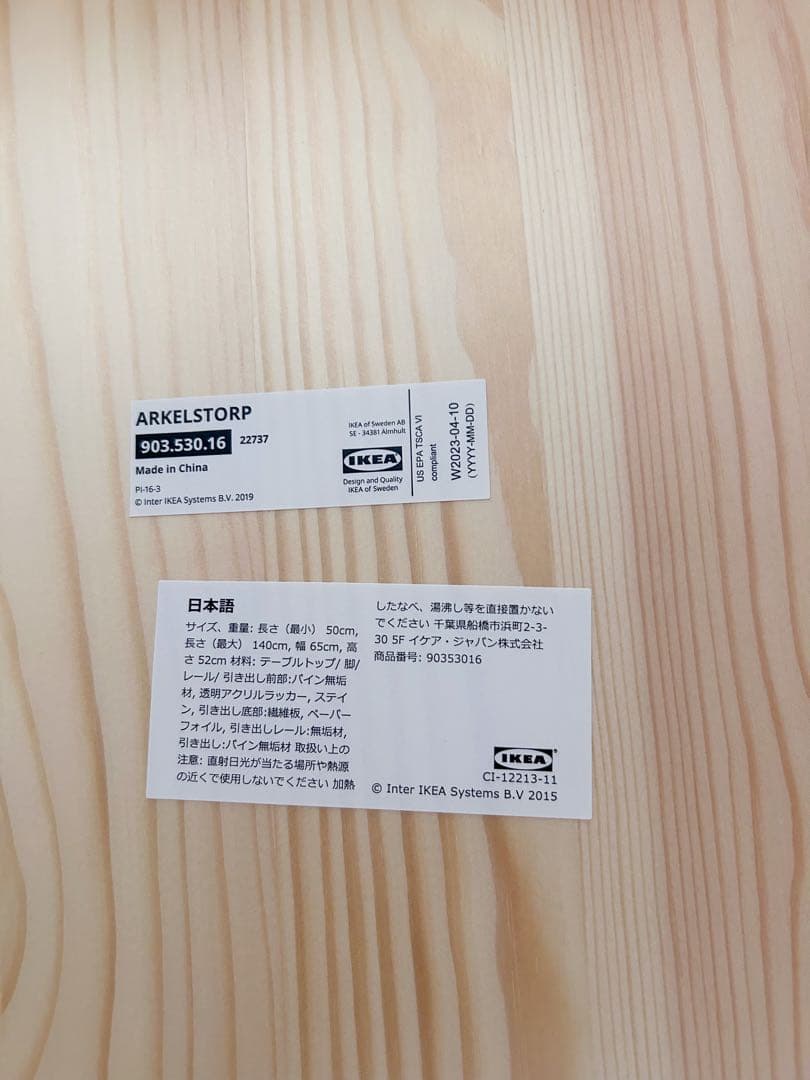 ARKELSTORP
903.530.16 22737
Made in China
PI-16-3
© Inter IKEA Systems B.V. 2019
IKEA of Sweden AB
SE - 34381 Älmhult
IKEA
Design and Quality
IKEA of Sweden
US EPA TSCA VI
compliant
W2023-04-10
(YYYY-MM-DD)
日本語
サイズ、重量: 長さ（最小） 50cm,
長さ（最大） 140cm, 幅 65cm, 高
さ 52cm 材料: テーブルトップ/ 脚/
レール/ 引き出し前部:パイン無垢
材, 透明アクリルラッカー, ステイ
ン, 引き出し底部:繊維板, ペーパー
フォイル, 引き出しレール:無垢材,
引き出し:パイン無垢材 取扱い上の
注意: 直射日光が当たる場所や熱源
の近くで使用しないでください 加熱
したなべ、湯沸し等を直接置かない
でください 千葉県船橋市浜町2-3-
30 5F イケア・ジャパン株式会社
商品番号: 90353016
IKEA®
CI-12213-11
© Inter IKEA Systems B.V 2015